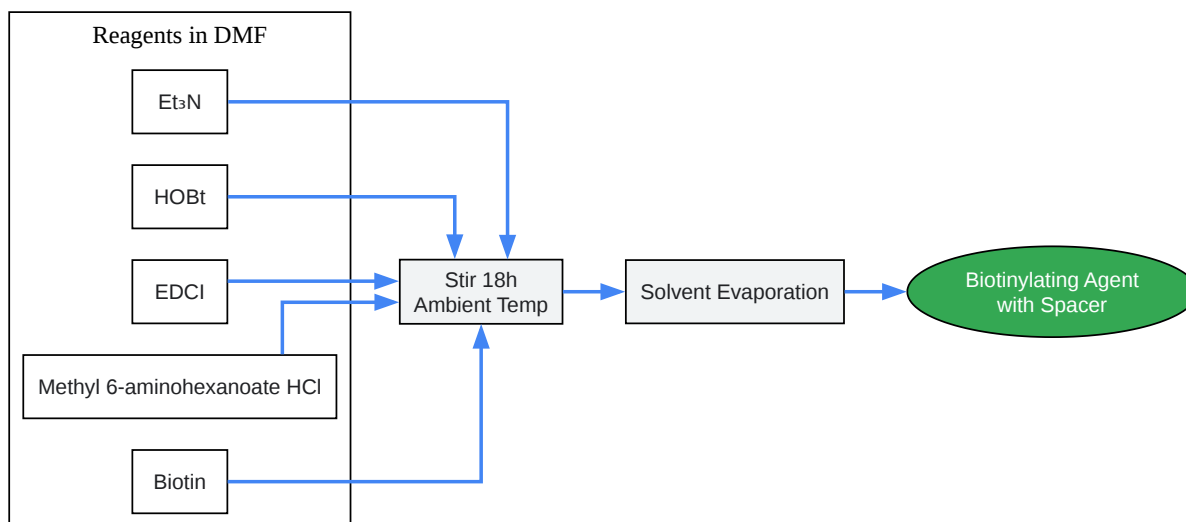 Reagents in DMF
Et₃N
HOBt
EDCI
Methyl 6-aminohexanoate HCl
Biotin
Stir 18h
Ambient Temp
Solvent Evaporation
Biotinylating Agent
with Spacer